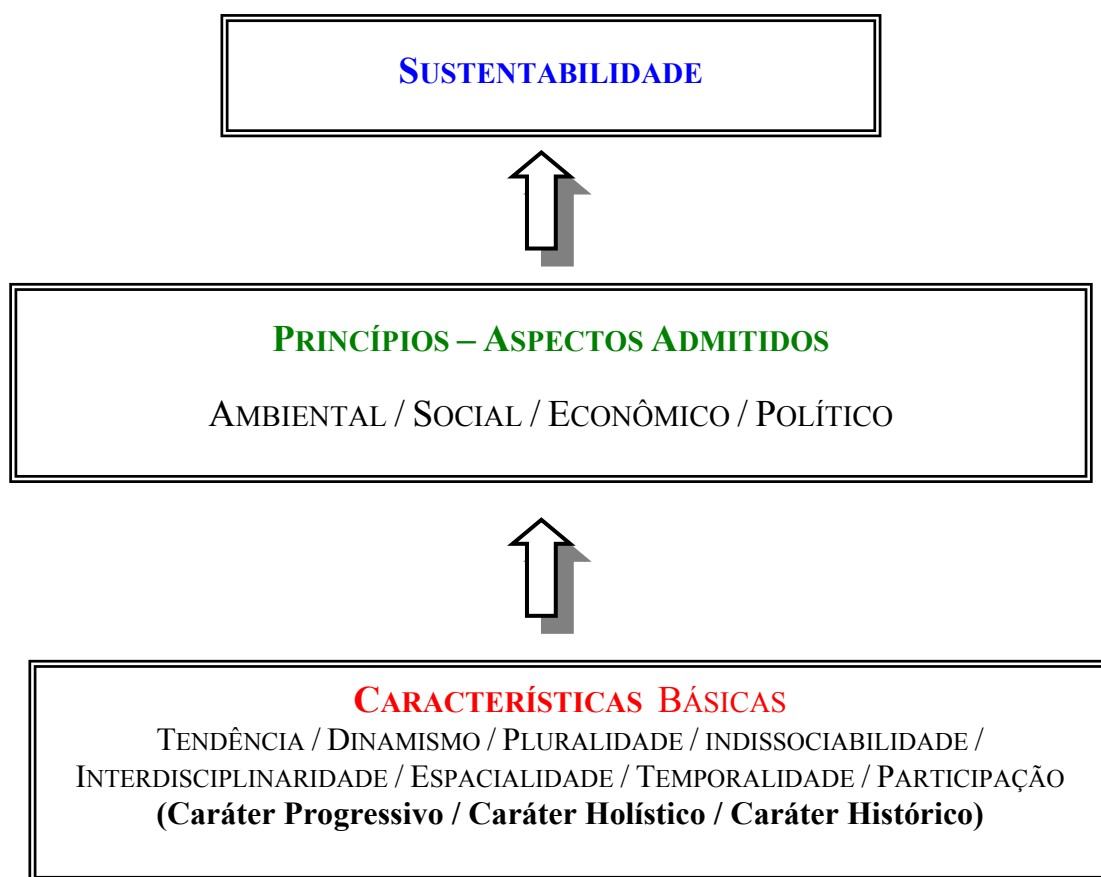 SUSTENTABILIDADE
PRINCÍPIOS – ASPECTOS ADMITIDOS
AMBIENTAL / SOCIAL / ECONÔMICO / POLÍTICO
CARACTERÍSTICAS BÁSICAS
TENDÊNCIA / DINAMISMO / PLURALIDADE / INDISSOCIABILIDADE /
INTERDISCIPLINARIDADE / ESPACIALIDADE / TEMPORALIDADE / PARTICIPAÇÃO
(Caráter Progressivo / Caráter Holístico / Caráter Histórico)